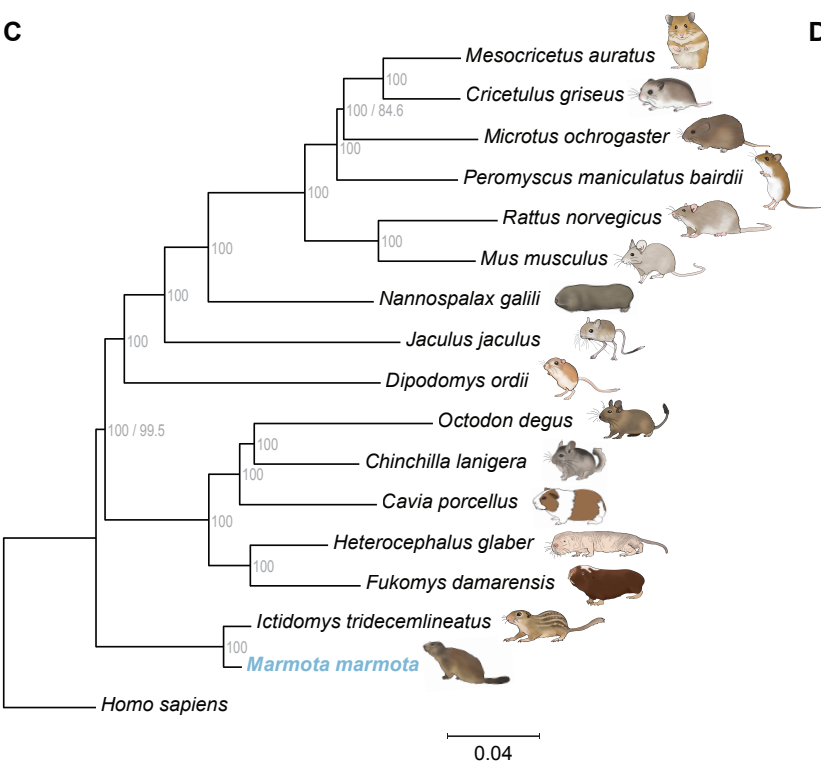 C
D
Mesocricetus auratus
100
Cricetulus griseus
100 / 84.6
Microtus ochrogaster
100
Peromyscus maniculatus bairdii
100
Rattus norvegicus
100
Mus musculus
100
Nannospalax galili
100
Jaculus jaculus
100
Dipodomys ordii
100 / 99.5
Octodon degus
100
Chinchilla lanigera
100
Cavia porcellus
100
Heterocephalus glaber
100
Fukomys damarensis
Ictidomys tridecemlineatus
100
Marmota marmota
Homo sapiens
0.04